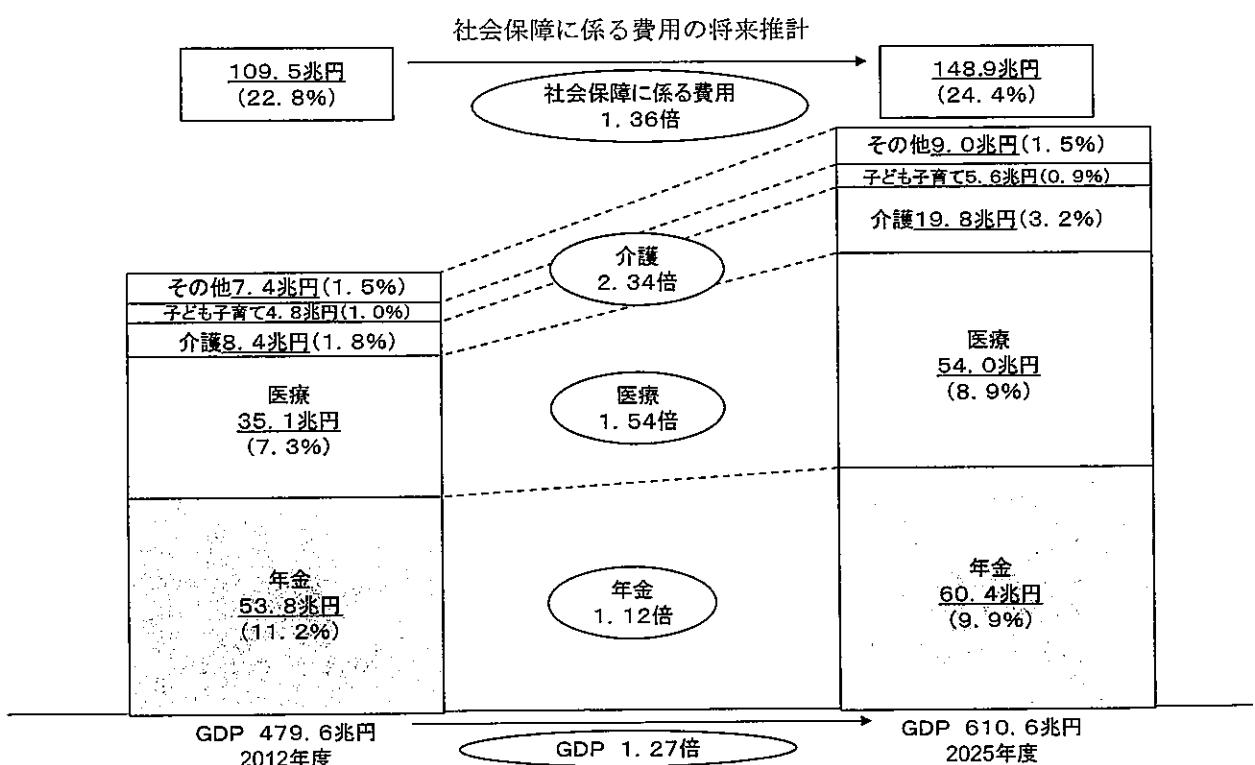 社会保障に係る費用の将来推計
109.5兆円
(22.8%)
社会保障に係る費用
1.36倍
148.9兆円
(24.4%)
その他9.0兆円(1.5%)
子ども子育て5.6兆円(0.9%)
介護19.8兆円(3.2%)
介護
2.34倍
その他7.4兆円(1.5%)
子ども子育て4.8兆円(1.0%)
介護8.4兆円(1.8%)
医療
35.1兆円
(7.3%)
医療
1.54倍
医療
54.0兆円
(8.9%)
年金
53.8兆円
(11.2%)
年金
1.12倍
年金
60.4兆円
(9.9%)
GDP 479.6兆円
2012年度
GDP 1.27倍
GDP 610.6兆円
2025年度